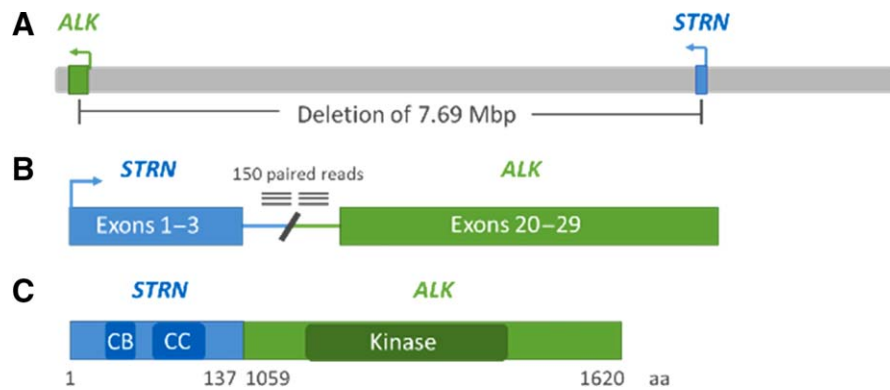 A
ALK STRN
Deletion of 7.69 Mbp
B
STRN ALK
150 paired reads
Exons 1–3 Exons 20–29
C
STRN ALK
CB CC Kinase
1 137 1059 1620 aa